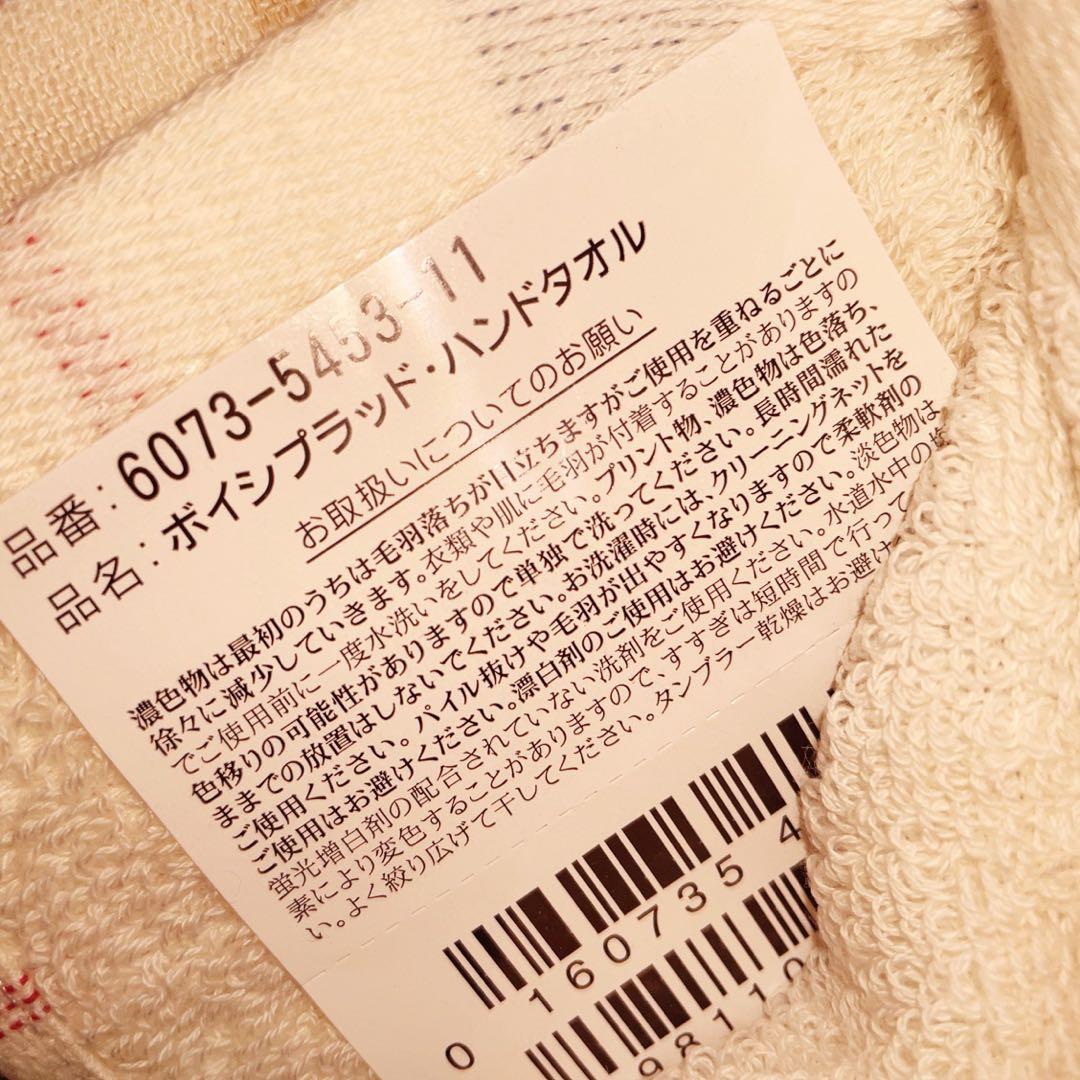 品番:6073-5453-11
品名:ボイシプラッド・ハンドタオル
お取扱いについてのお願い
濃色物は最初のうちは毛羽落ちが目立ちますがご使用を重ねるごとに
徐々に減少していきます。衣類や肌に毛羽が付着することがありますの
でご使用前に一度水洗いをしてください。プリント物、濃色物は色落ち、
色移りの可能性がありますので単独で洗ってください。長時間濡れた
ままでの放置はしないでください。お洗濯時には、クリーニングネットを
ご使用ください。パイル抜けや毛羽が出やすくなりますので柔軟剤の
ご使用はお避けください。漂白剤のご使用はお避けください。淡色物は
蛍光増白剤の配合されていない洗剤をご使用ください。水道水中の塩
素により変色することがありますので、すすぎは短時間で行って
い。よく絞り広げて干してください。タンブラー乾燥はお避け
0 160735 4
98110